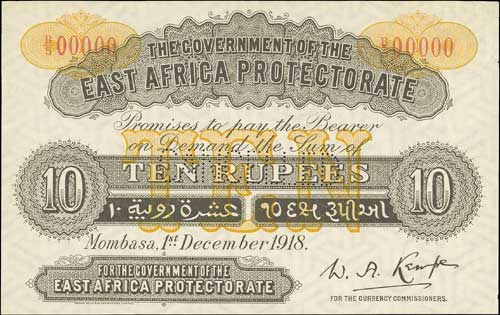 B/5 00000 B/5 00000
THE GOVERNMENT OF THE
EAST AFRICA PROTECTORATE
Promises to pay the Bearer
on Demand the Sum of
TEN
10 TEN RUPEES 10
١٠ عشرة روبية ૧૦ દશ રૂપીઆ
Mombasa, 1st December 1918.
FOR THE GOVERNMENT OF THE
EAST AFRICA PROTECTORATE
W. A. Kempe
FOR THE CURRENCY COMMISSIONERS.